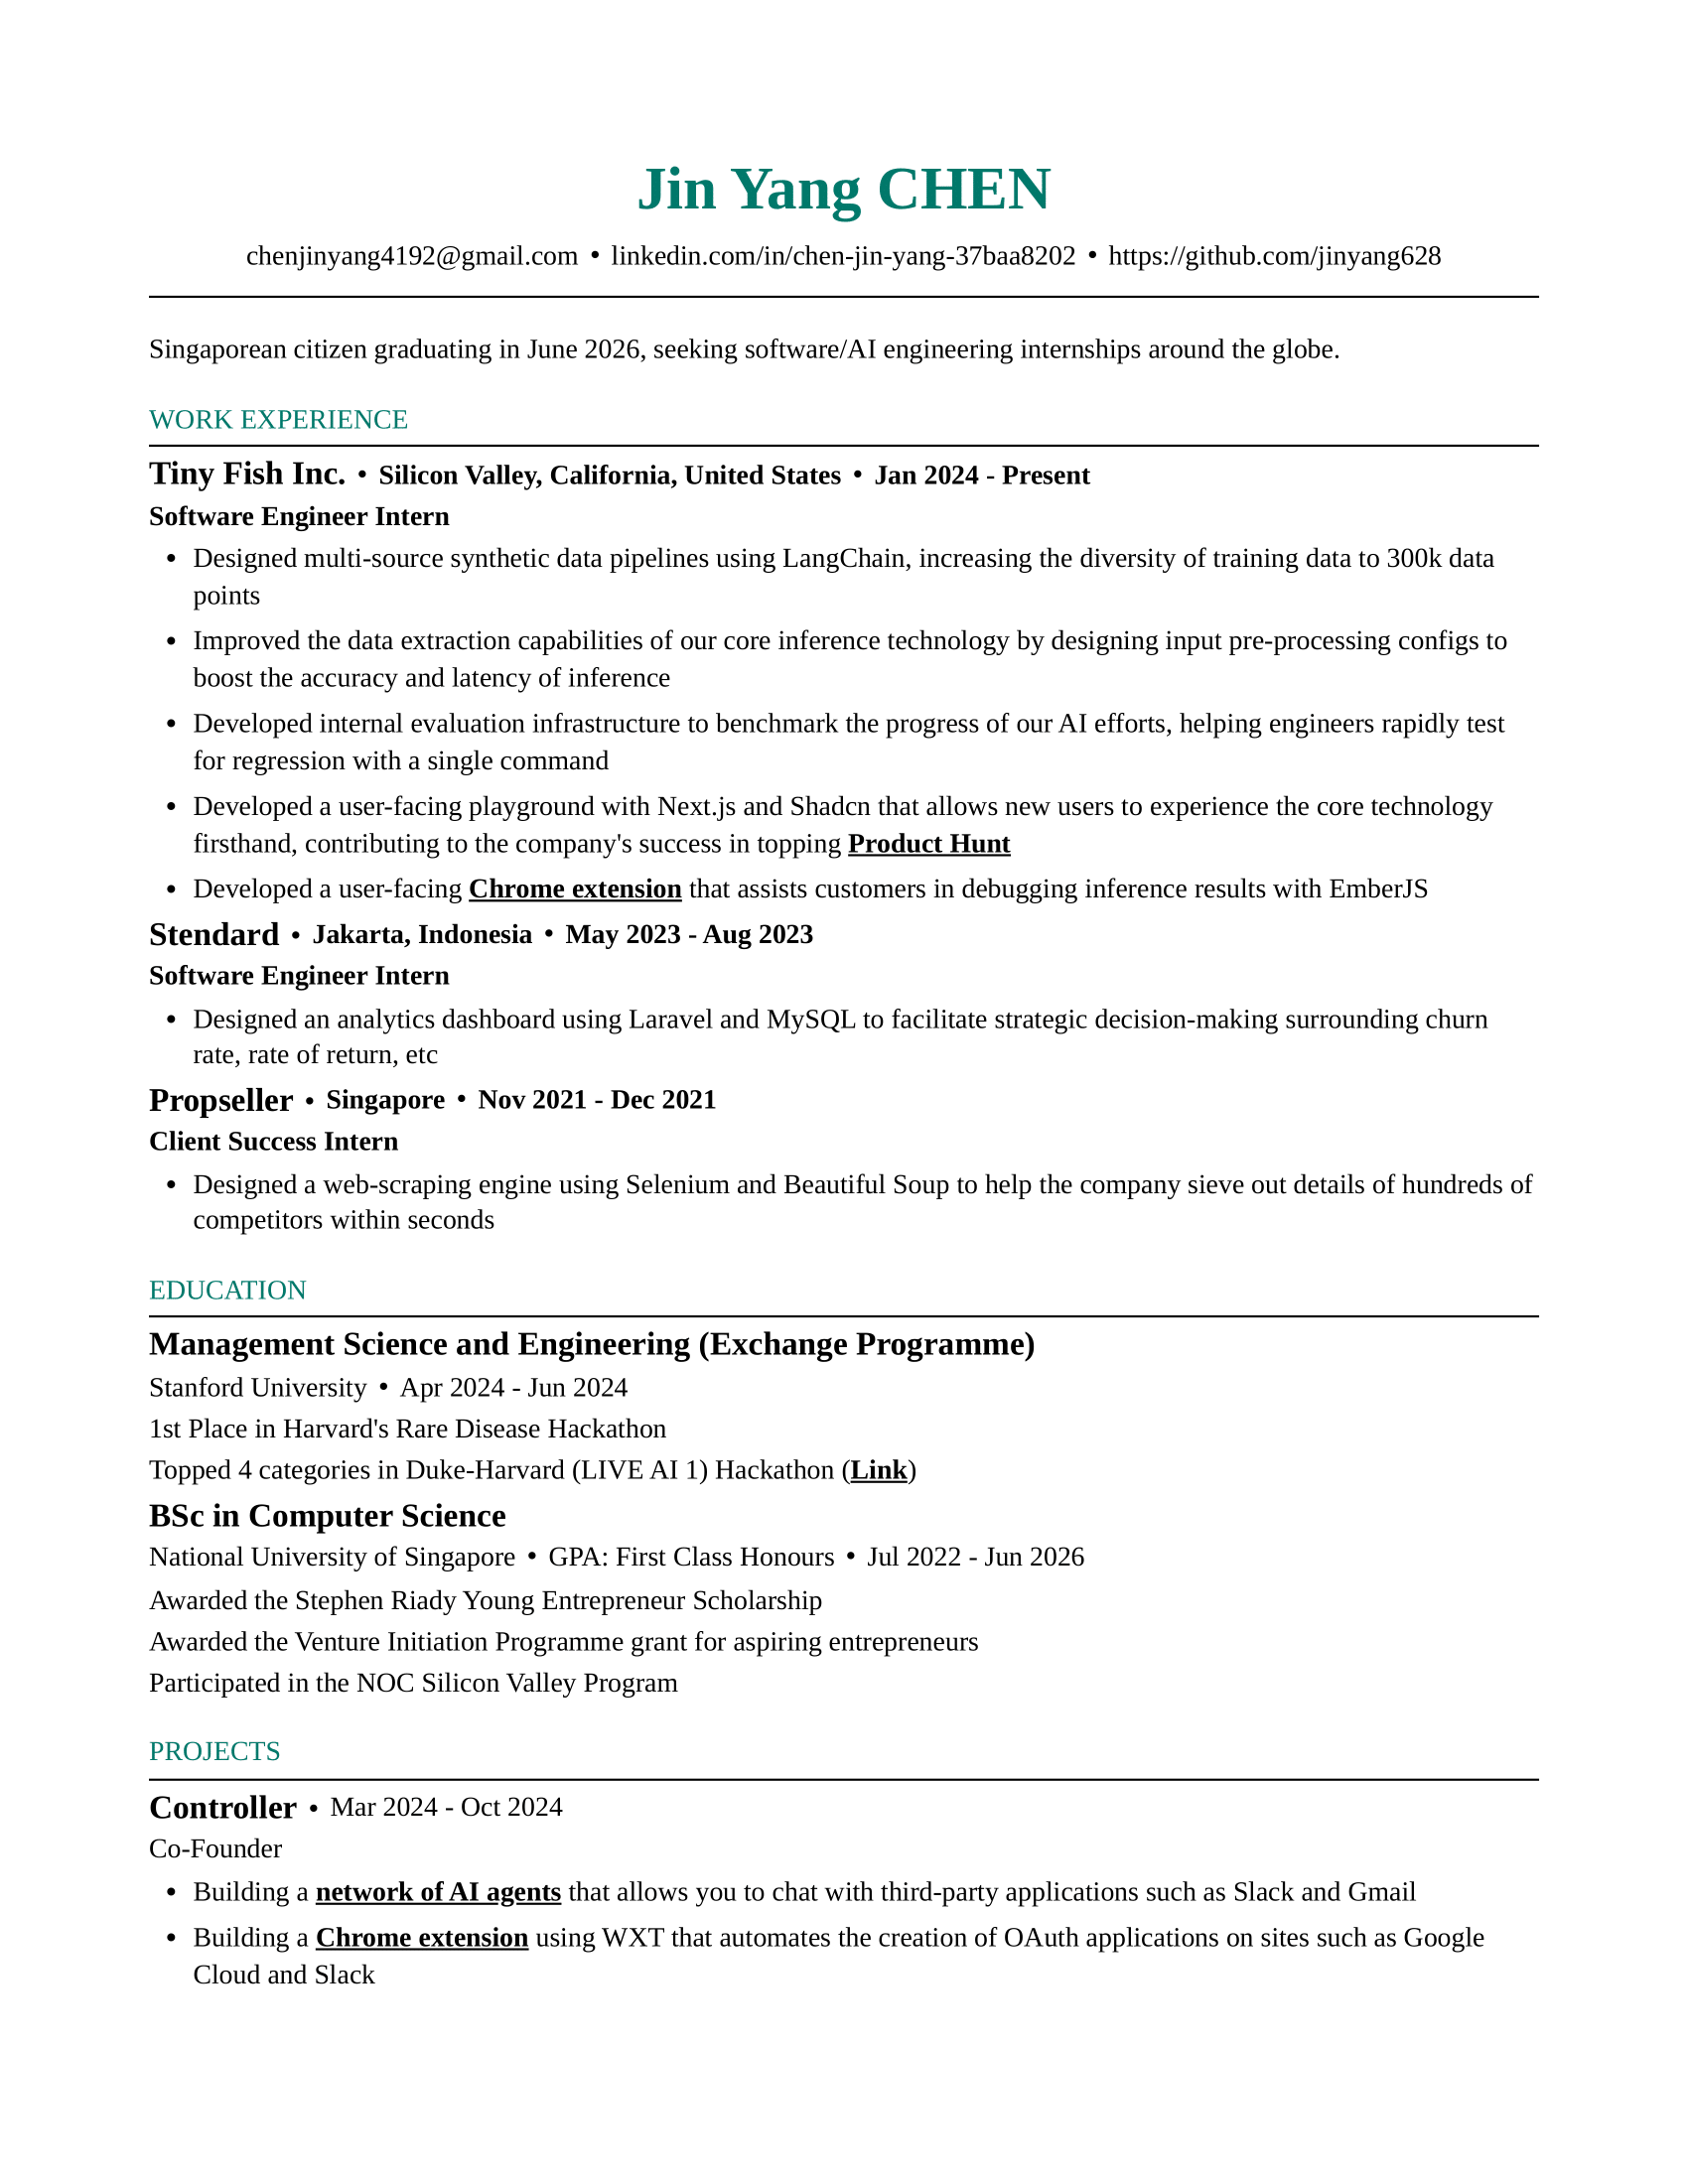 Jin Yang CHEN
chenjinyang4192@gmail.com • linkedin.com/in/chen-jin-yang-37baa8202 • https://github.com/jinyang628
Singaporean citizen graduating in June 2026, seeking software/AI engineering internships around the globe.
WORK EXPERIENCE
Tiny Fish Inc. • Silicon Valley, California, United States • Jan 2024 - Present
Software Engineer Intern
• Designed multi-source synthetic data pipelines using LangChain, increasing the diversity of training data to 300k data
points
• Improved the data extraction capabilities of our core inference technology by designing input pre-processing configs to
boost the accuracy and latency of inference
• Developed internal evaluation infrastructure to benchmark the progress of our AI efforts, helping engineers rapidly test
for regression with a single command
• Developed a user-facing playground with Next.js and Shadcn that allows new users to experience the core technology
firsthand, contributing to the company's success in topping Product Hunt
• Developed a user-facing Chrome extension that assists customers in debugging inference results with EmberJS
Stendard • Jakarta, Indonesia • May 2023 - Aug 2023
Software Engineer Intern
• Designed an analytics dashboard using Laravel and MySQL to facilitate strategic decision-making surrounding churn
rate, rate of return, etc
Propseller • Singapore • Nov 2021 - Dec 2021
Client Success Intern
• Designed a web-scraping engine using Selenium and Beautiful Soup to help the company sieve out details of hundreds of
competitors within seconds
EDUCATION
Management Science and Engineering (Exchange Programme)
Stanford University • Apr 2024 - Jun 2024
1st Place in Harvard's Rare Disease Hackathon
Topped 4 categories in Duke-Harvard (LIVE AI 1) Hackathon (Link)
BSc in Computer Science
National University of Singapore • GPA: First Class Honours • Jul 2022 - Jun 2026
Awarded the Stephen Riady Young Entrepreneur Scholarship
Awarded the Venture Initiation Programme grant for aspiring entrepreneurs
Participated in the NOC Silicon Valley Program
PROJECTS
Controller • Mar 2024 - Oct 2024
Co-Founder
• Building a network of AI agents that allows you to chat with third-party applications such as Slack and Gmail
• Building a Chrome extension using WXT that automates the creation of OAuth applications on sites such as Google
Cloud and Slack